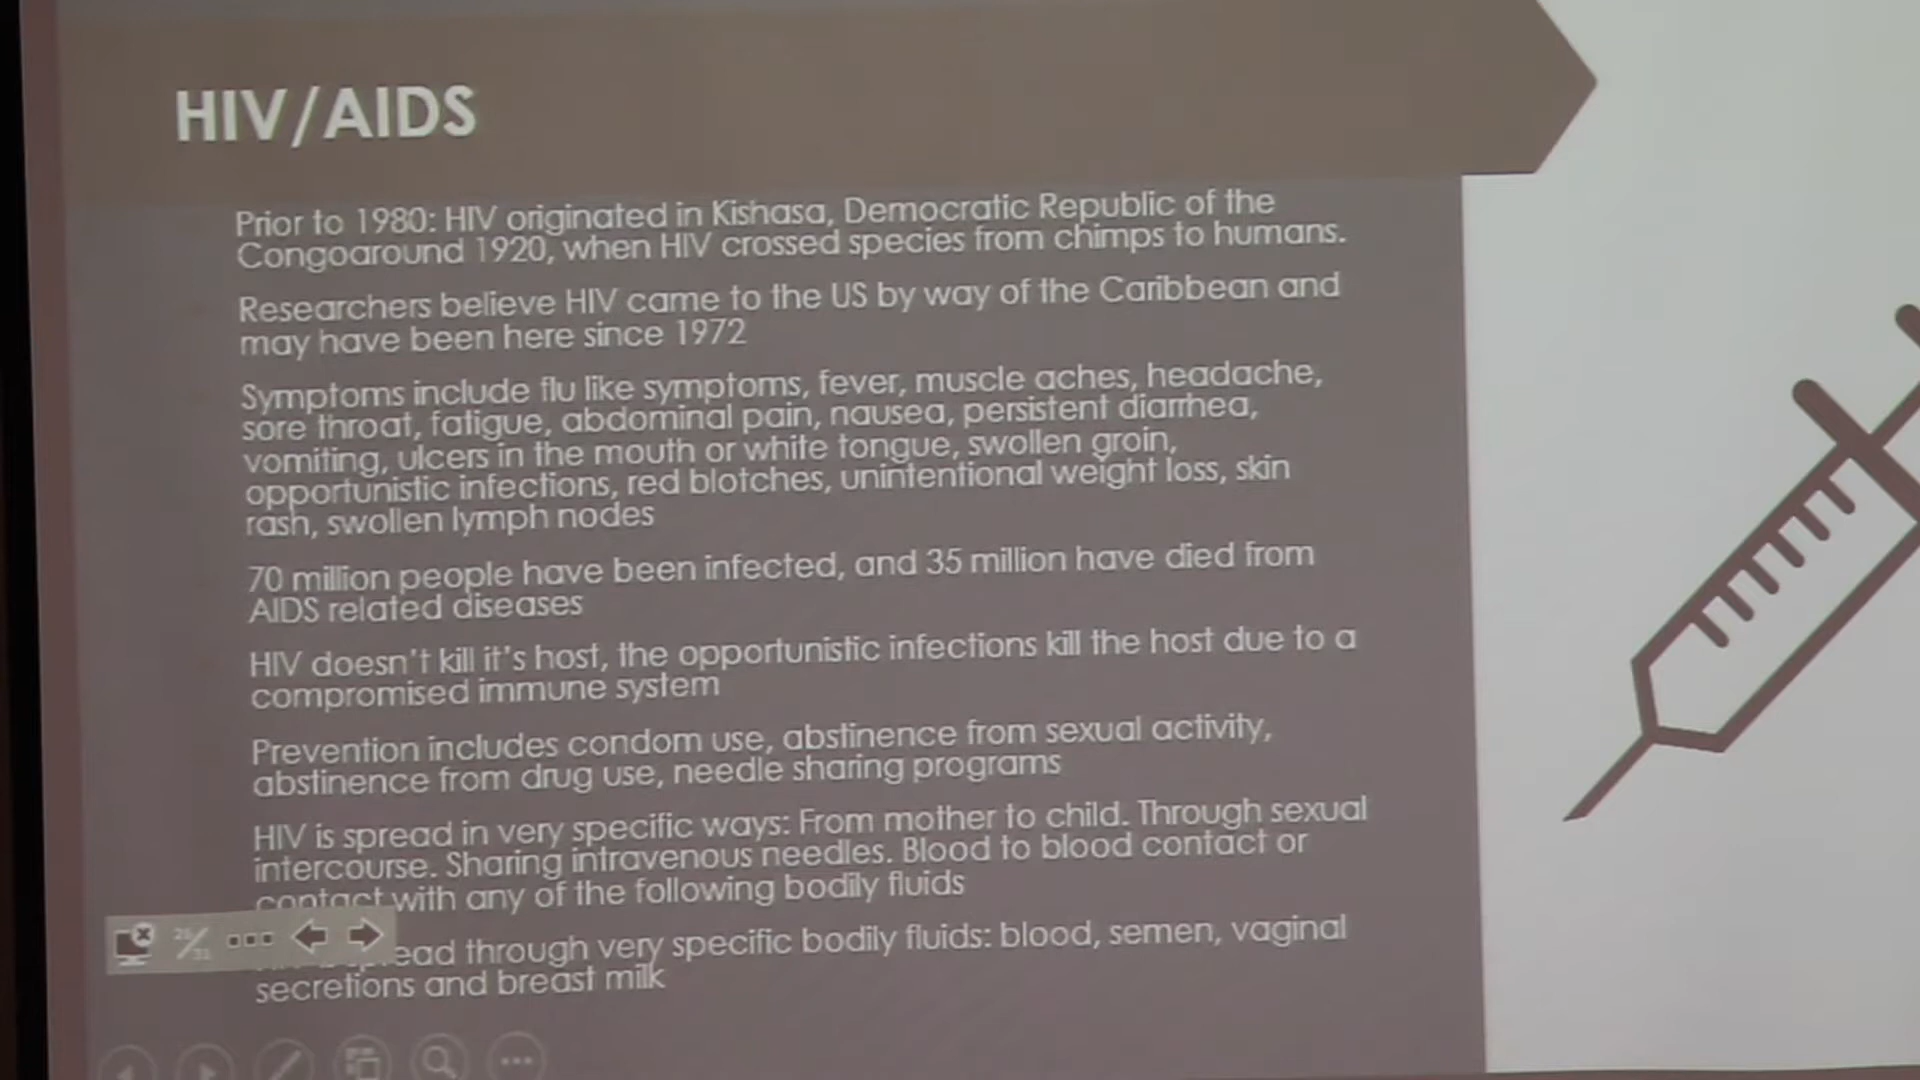 HIV/AIDS
Prior to 1980: HIV originated in Kishasa, Democratic Republic of the
Congoaround 1920, when HIV crossed species from chimps to humans.
Researchers believe HIV came to the US by way of the Caribbean and
may have been here since 1972
Symptoms include flu like symptoms, fever, muscle aches, headache,
sore throat, fatigue, abdominal pain, nausea, persistent diarrhea,
vomiting, ulcers in the mouth or white tongue, swollen groin,
opportunistic infections, red blotches, unintentional weight loss, skin
rash, swollen lymph nodes
70 million people have been infected, and 35 million have died from
AIDS related diseases
HIV doesn't kill it's host, the opportunistic infections kill the host due to a
compromised immune system
Prevention includes condom use, abstinence from sexual activity,
abstinence from drug use, needle sharing programs
HIV is spread in very specific ways: From mother to child. Through sexual
intercourse. Sharing intravenous needles. Blood to blood contact or
contact with any of the following bodily fluids
through very specific bodily fluids: blood, semen, vaginal
secretions and breast milk